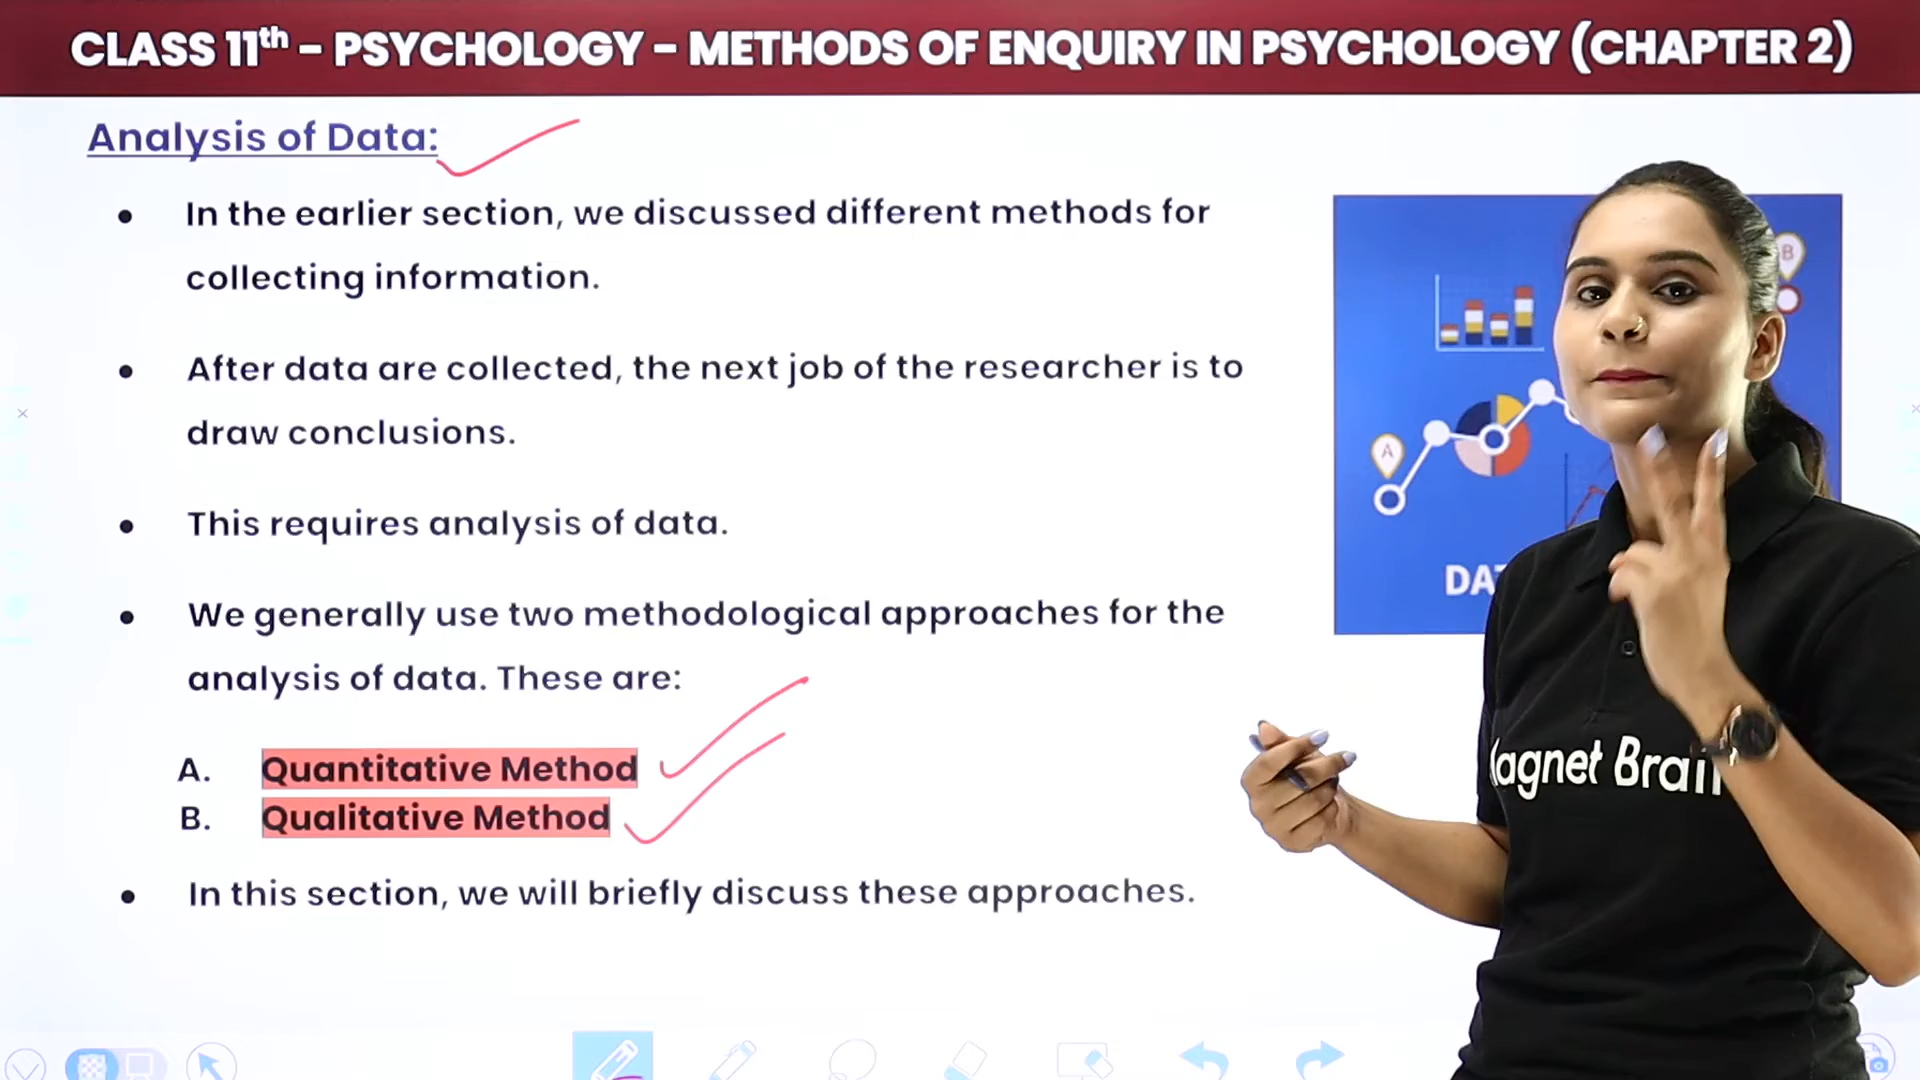 CLASS 11th – PSYCHOLOGY – METHODS OF ENQUIRY IN PSYCHOLOGY (CHAPTER 2)
Analysis of Data:
• In the earlier section, we discussed different methods for
collecting information.
• After data are collected, the next job of the researcher is to
draw conclusions.
• This requires analysis of data.
• We generally use two methodological approaches for the
analysis of data. These are:
A. Quantitative Method
B. Qualitative Method
• In this section, we will briefly discuss these approaches.
B
A
DA
agnet Brain